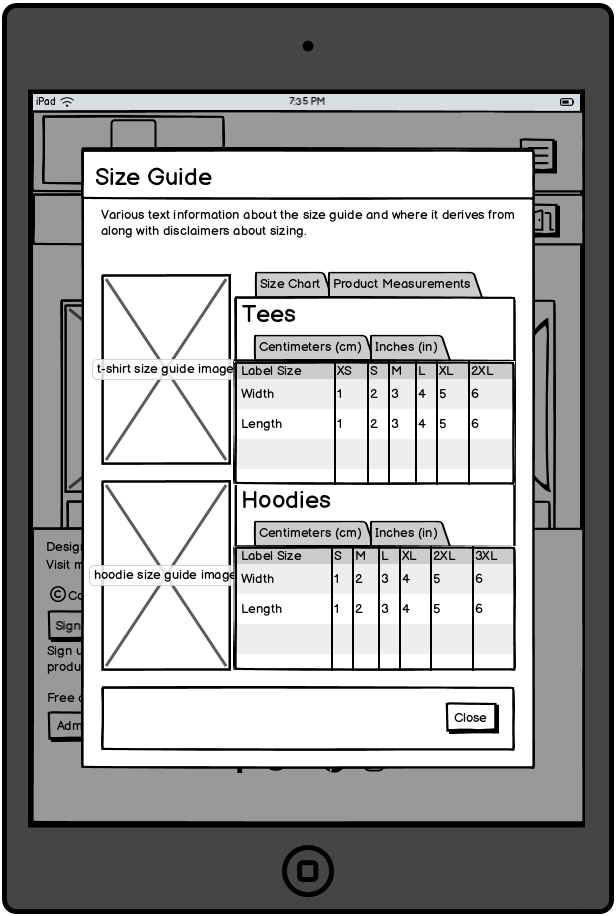 iPad 7:35 PM
Size Guide
Various text information about the size guide and where it derives from
along with disclaimers about sizing.
Size Chart Product Measurements
Tees
Centimeters (cm) Inches (in)
t-shirt size guide image
Label Size XS S M L XL 2XL
Width 1 2 3 4 5 6
Length 1 2 3 4 5 6
Hoodies
Centimeters (cm) Inches (in)
hoodie size guide image
Label Size S M L XL 2XL 3XL
Width 1 2 3 4 5 6
Length 1 2 3 4 5 6
Close
Visit
©
Sign
Sign
produ
Free
Adm